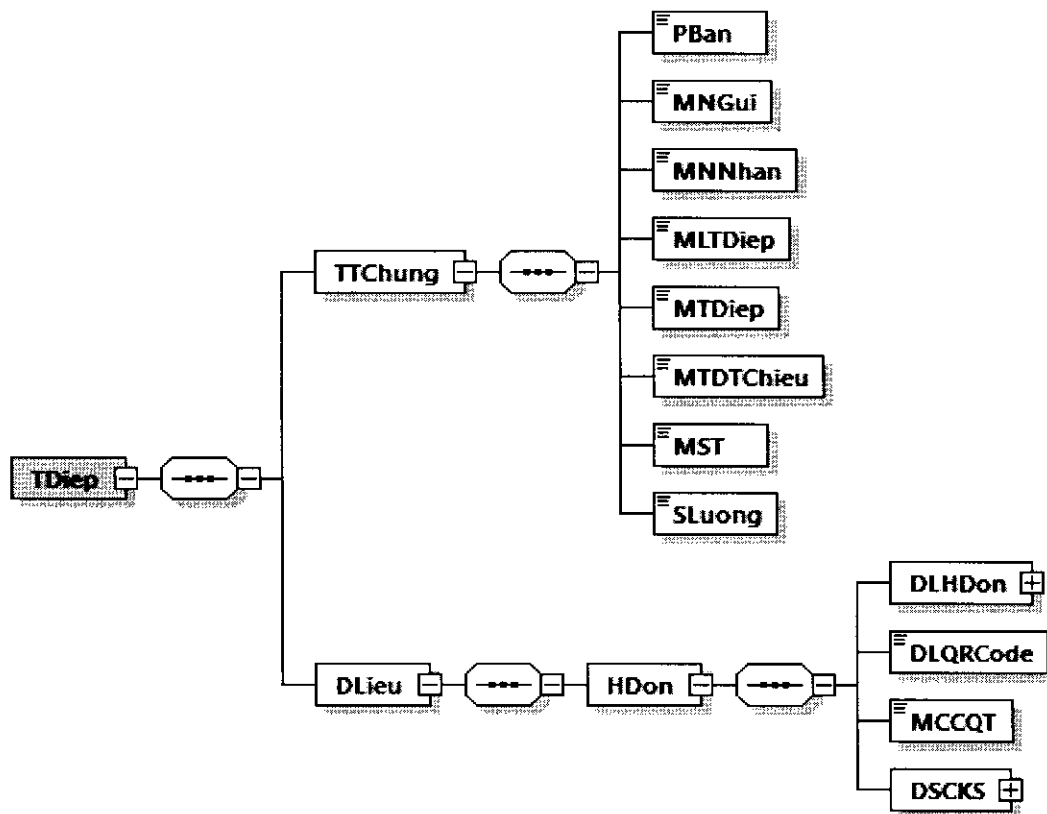 PBan
MNGui
MNNhan
MLTDiep
TTChung
MTDiep
MTDTChieu
MST
TDiep
SLuong
DLHDon
DLQRCode
DLieu
HDon
MCCQT
DSCKS